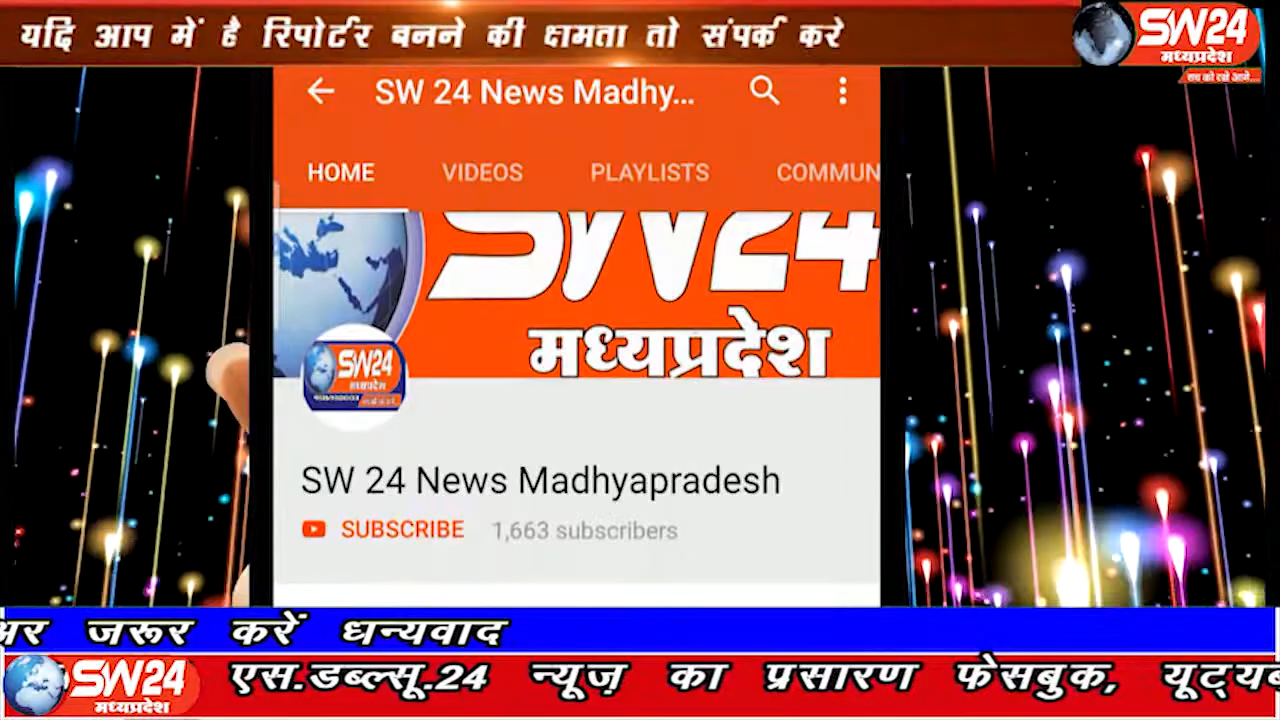 यदि आप में है रिपोर्टर बनने की क्षमता तो संपर्क करे
SW24
मध्यप्रदेश
SW 24 News Madhy...
HOME VIDEOS PLAYLISTS COMMUN
SW24
मध्यप्रदेश
SW24
मध्यप्रदेश
SW 24 News Madhyapradesh
SUBSCRIBE 1,663 subscribers
अर जरूर करें धन्यवाद
SW24
मध्यप्रदेश
एस.डब्ल्सू.24 न्यूज़ का प्रसारण फेसबुक, यूट्यब